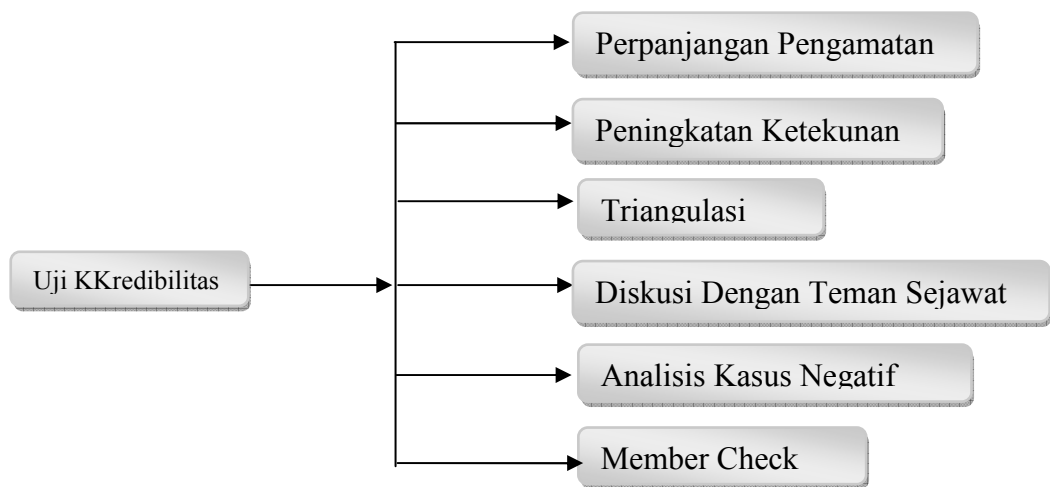 Perpanjangan Pengamatan
Peningkatan Ketekunan
Triangulasi
Uji KKredibilitas
Diskusi Dengan Teman Sejawat
Analisis Kasus Negatif
Member Check